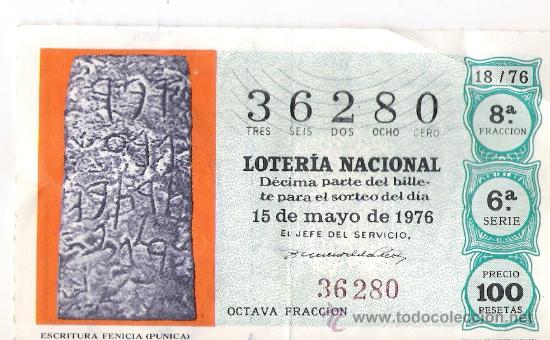 36280
TRES SEIS DOS OCHO CERO
LOTERÍA NACIONAL
Décima parte del bille-
te para el sorteo del día
15 de mayo de 1976
EL JEFE DEL SERVICIO,
36280
OCTAVA FRACCION
18/76
8ª
FRACCION
6ª
SERIE
PRECIO
100
PESETAS
ESCRITURA FENICIA (PUNICA)
www.todocoleccion.net